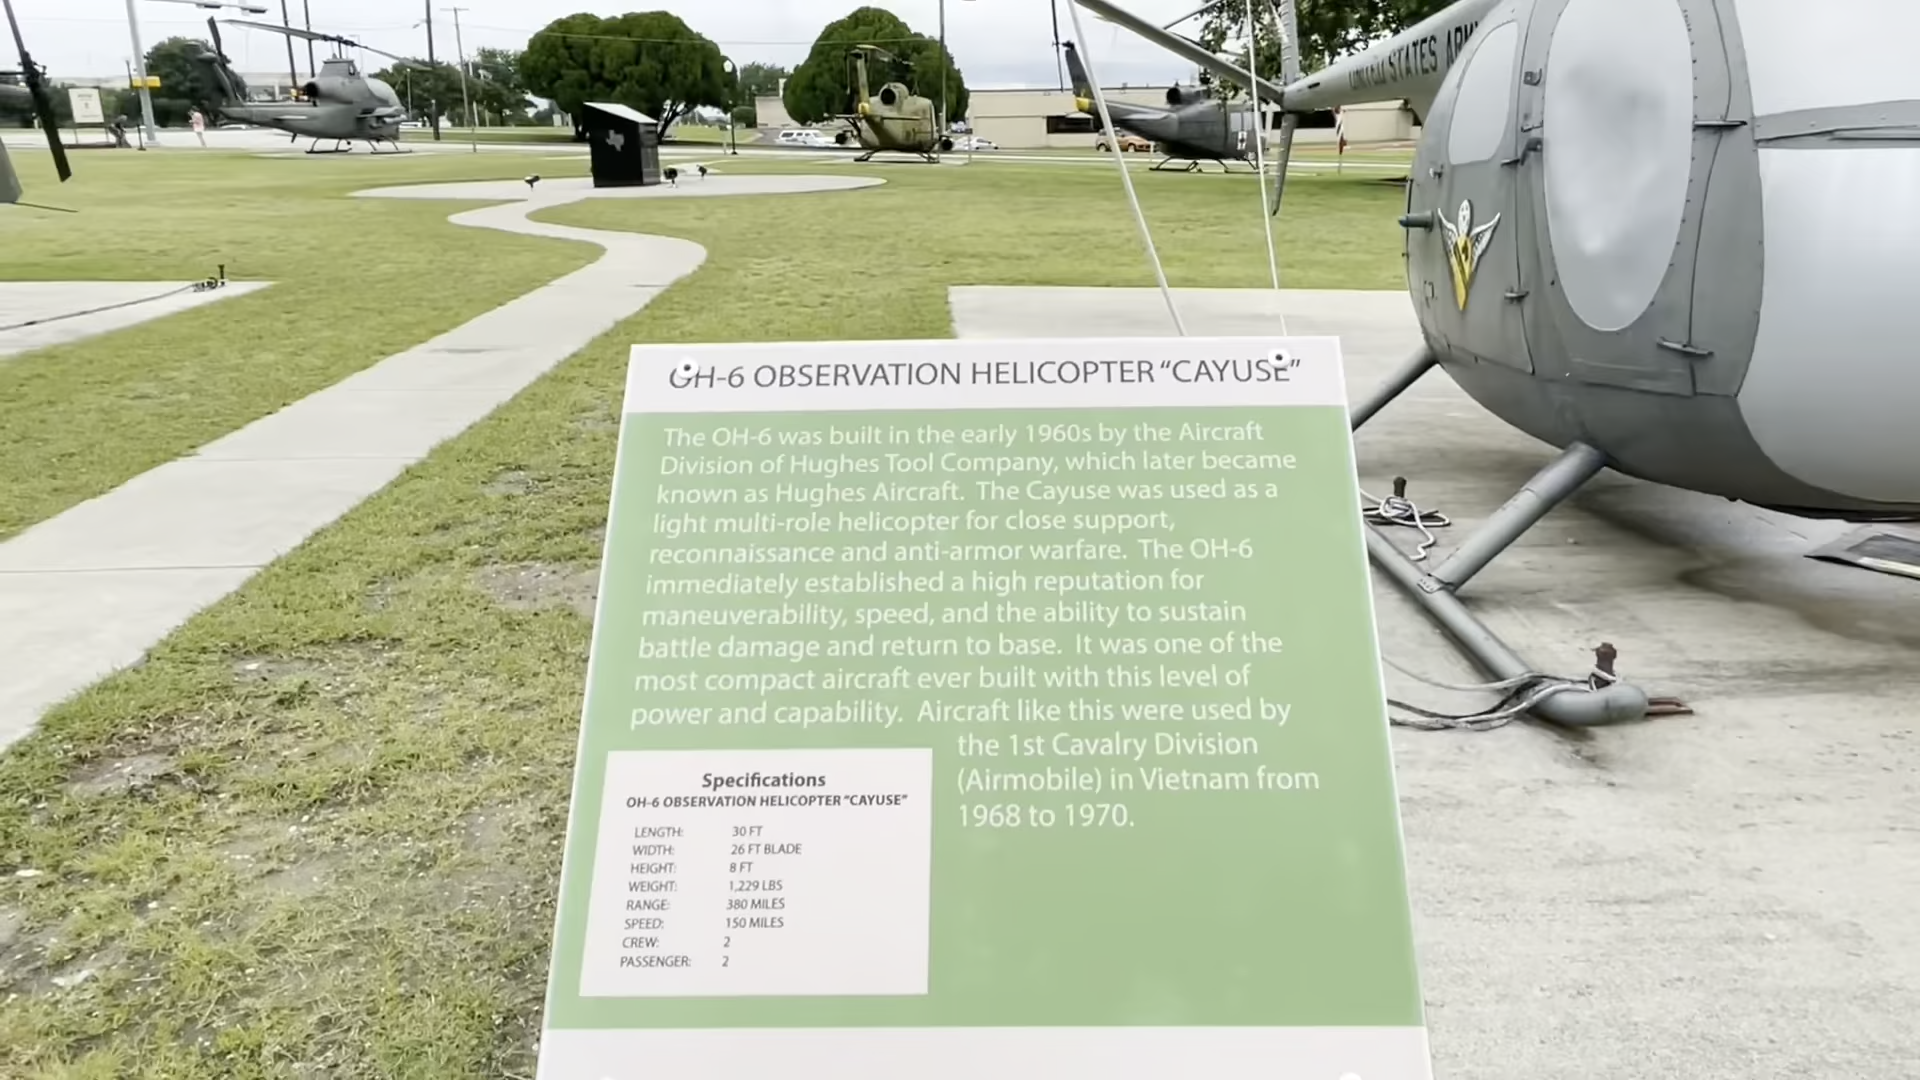 UNITED STATES ARMY
OH-6 OBSERVATION HELICOPTER “CAYUSE”
The OH-6 was built in the early 1960s by the Aircraft
Division of Hughes Tool Company, which later became
known as Hughes Aircraft. The Cayuse was used as a
light multi-role helicopter for close support,
reconnaissance and anti-armor warfare. The OH-6
immediately established a high reputation for
maneuverability, speed, and the ability to sustain
battle damage and return to base. It was one of the
most compact aircraft ever built with this level of
power and capability. Aircraft like this were used by
the 1st Cavalry Division
(Airmobile) in Vietnam from
1968 to 1970.
Specifications
OH-6 OBSERVATION HELICOPTER “CAYUSE”
LENGTH: 30 FT
WIDTH: 26 FT BLADE
HEIGHT: 8 FT
WEIGHT: 1,229 LBS
RANGE: 380 MILES
SPEED: 150 MILES
CREW: 2
PASSENGER: 2